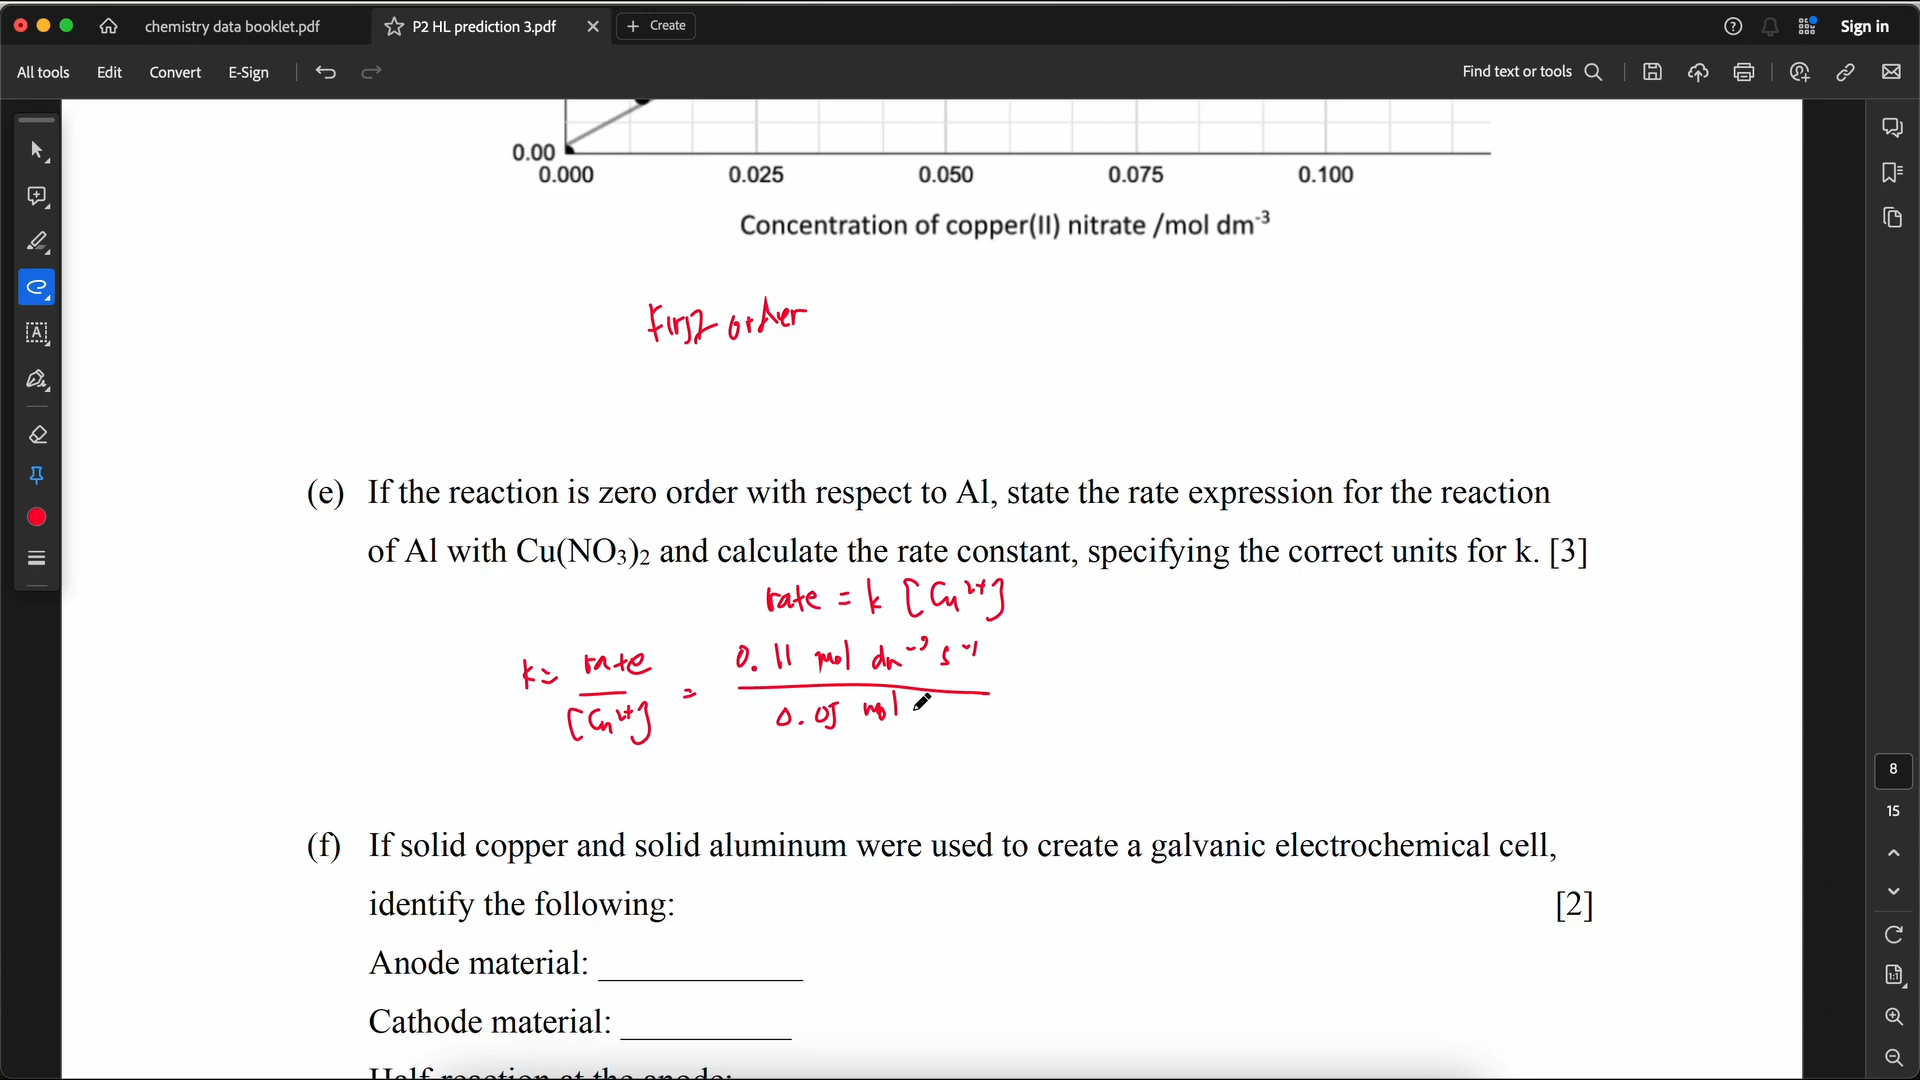 chemistry data booklet.pdf
P2 HL prediction 3.pdf
Create
Sign in
All tools
Edit
Convert
E-Sign
Find text or tools
0.00
0.000
0.025
0.050
0.075
0.100
Concentration of copper(II) nitrate /mol dm⁻³
First order
(e) If the reaction is zero order with respect to Al, state the rate expression for the reaction
of Al with Cu(NO₃)₂ and calculate the rate constant, specifying the correct units for k. [3]
rate = k [Cu²⁺]
k = rate / [Cu²⁺] = 0.11 mol dm⁻³ s⁻¹ / 0.05 mol
(f) If solid copper and solid aluminum were used to create a galvanic electrochemical cell,
identify the following: [2]
Anode material:
Cathode material:
Half reaction at the anode:
8
15